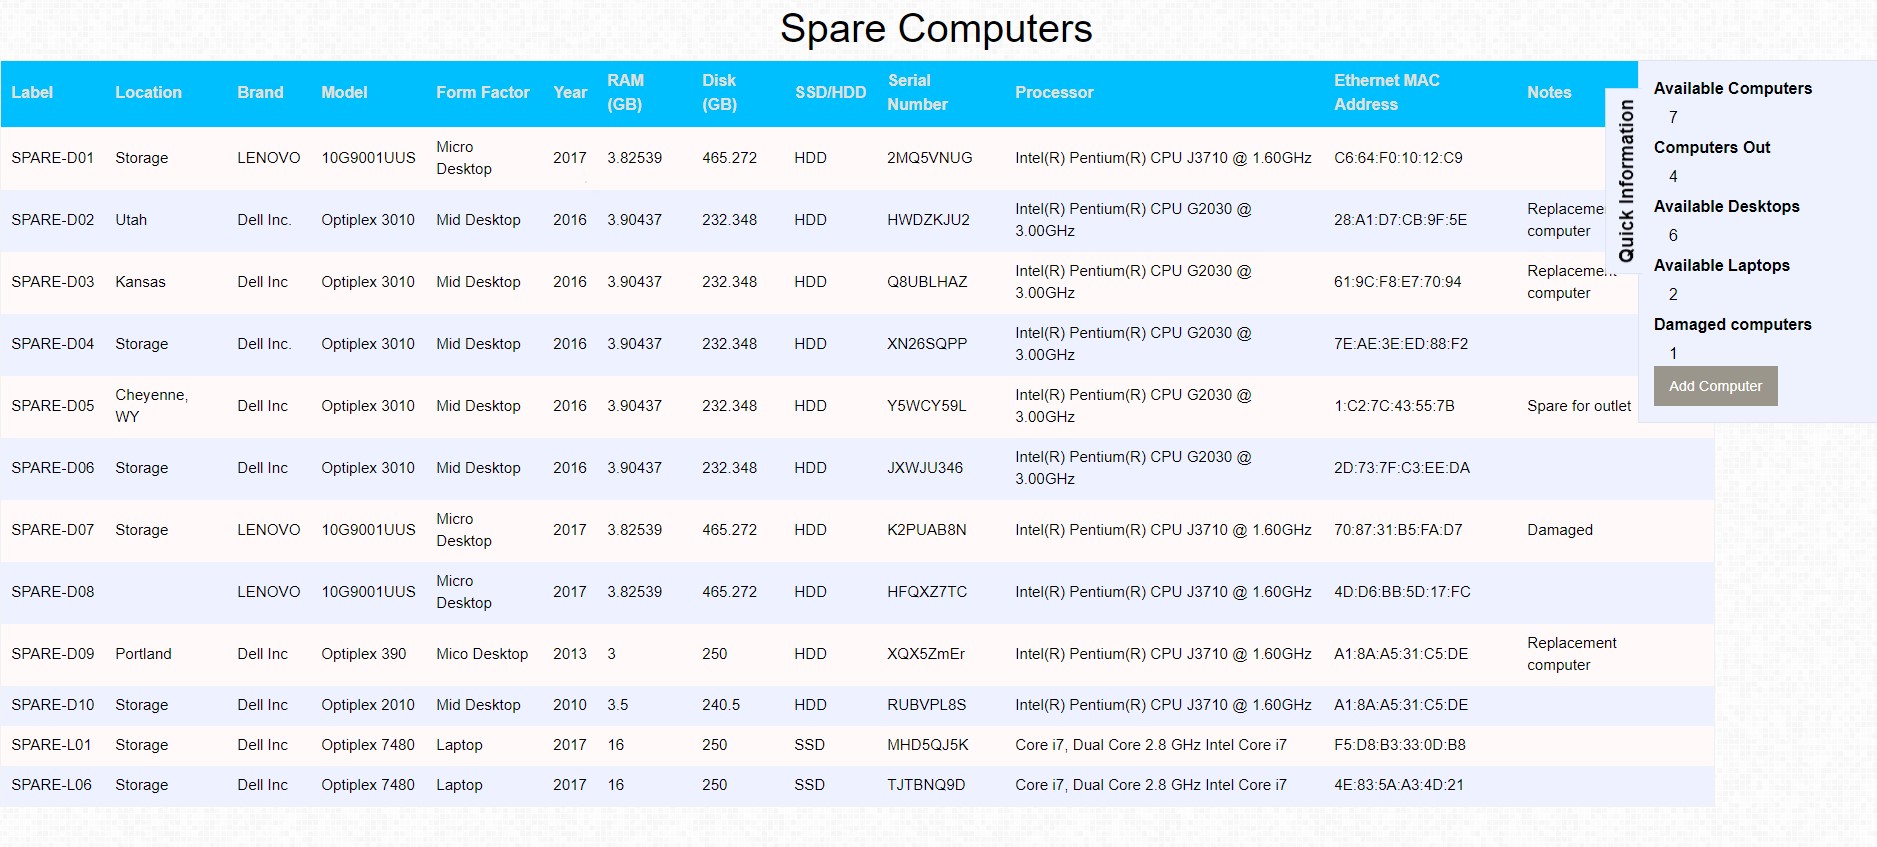 Spare Computers
Label Location Brand Model Form Factor Year RAM (GB) Disk (GB) SSD/HDD Serial Number Processor Ethernet MAC Address Notes
SPARE-D01 Storage LENOVO 10G9001UUS Micro Desktop 2017 3.82539 465.272 HDD 2MQ5VNUG Intel(R) Pentium(R) CPU J3710 @ 1.60GHz C6:64:F0:10:12:C9
SPARE-D02 Utah Dell Inc. Optiplex 3010 Mid Desktop 2016 3.90437 232.348 HDD HWDZKJU2 Intel(R) Pentium(R) CPU G2030 @ 3.00GHz 28:A1:D7:CB:9F:5E Replaceme computer
SPARE-D03 Kansas Dell Inc Optiplex 3010 Mid Desktop 2016 3.90437 232.348 HDD Q8UBLHAZ Intel(R) Pentium(R) CPU G2030 @ 3.00GHz 61:9C:F8:E7:70:94 Replacement computer
SPARE-D04 Storage Dell Inc. Optiplex 3010 Mid Desktop 2016 3.90437 232.348 HDD XN26SQPP Intel(R) Pentium(R) CPU G2030 @ 3.00GHz 7E:AE:3E:ED:88:F2
SPARE-D05 Cheyenne, WY Dell Inc Optiplex 3010 Mid Desktop 2016 3.90437 232.348 HDD Y5WCY59L Intel(R) Pentium(R) CPU G2030 @ 3.00GHz 1:C2:7C:43:55:7B Spare for outlet
SPARE-D06 Storage Dell Inc Optiplex 3010 Mid Desktop 2016 3.90437 232.348 HDD JXWJU346 Intel(R) Pentium(R) CPU G2030 @ 3.00GHz 2D:73:7F:C3:EE:DA
SPARE-D07 Storage LENOVO 10G9001UUS Micro Desktop 2017 3.82539 465.272 HDD K2PUAB8N Intel(R) Pentium(R) CPU J3710 @ 1.60GHz 70:87:31:B5:FA:D7 Damaged
SPARE-D08 LENOVO 10G9001UUS Micro Desktop 2017 3.82539 465.272 HDD HFQXZ7TC Intel(R) Pentium(R) CPU J3710 @ 1.60GHz 4D:D6:BB:5D:17:FC
SPARE-D09 Portland Dell Inc Optiplex 390 Mico Desktop 2013 3 250 HDD XQX5ZmEr Intel(R) Pentium(R) CPU J3710 @ 1.60GHz A1:8A:A5:31:C5:DE Replacement computer
SPARE-D10 Storage Dell Inc Optiplex 2010 Mid Desktop 2010 3.5 240.5 HDD RUBVPL8S Intel(R) Pentium(R) CPU J3710 @ 1.60GHz A1:8A:A5:31:C5:DE
SPARE-L01 Storage Dell Inc Optiplex 7480 Laptop 2017 16 250 SSD MHD5QJ5K Core i7, Dual Core 2.8 GHz Intel Core i7 F5:D8:B3:33:0D:B8
SPARE-L06 Storage Dell Inc Optiplex 7480 Laptop 2017 16 250 SSD TJTBNQ9D Core i7, Dual Core 2.8 GHz Intel Core i7 4E:83:5A:A3:4D:21
Quick Information
Available Computers
7
Computers Out
4
Available Desktops
6
Available Laptops
2
Damaged computers
1
Add Computer